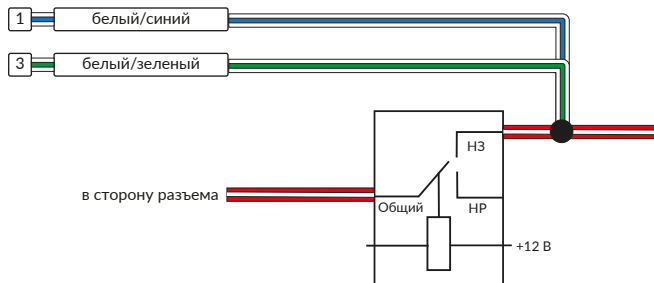 1 белый/синий
3 белый/зеленый
НЗ
в сторону разъема
Общий
НР
+12 В